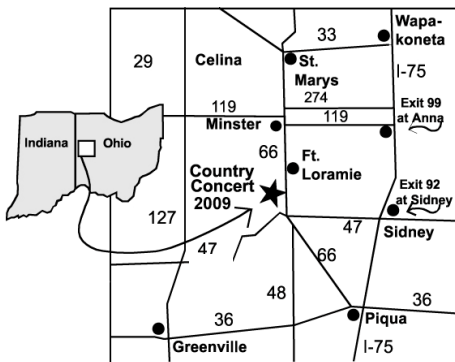 Wapa-
koneta
33
29
Celina
St.
Marys
I-75
274
Exit 99
at Anna
119
119
Minster
Indiana
Ohio
66
Ft.
Loramie
Country
Concert
2009
Exit 92
at Sidney
127
47
47
Sidney
66
48
36
36
Piqua
Greenville
I-75